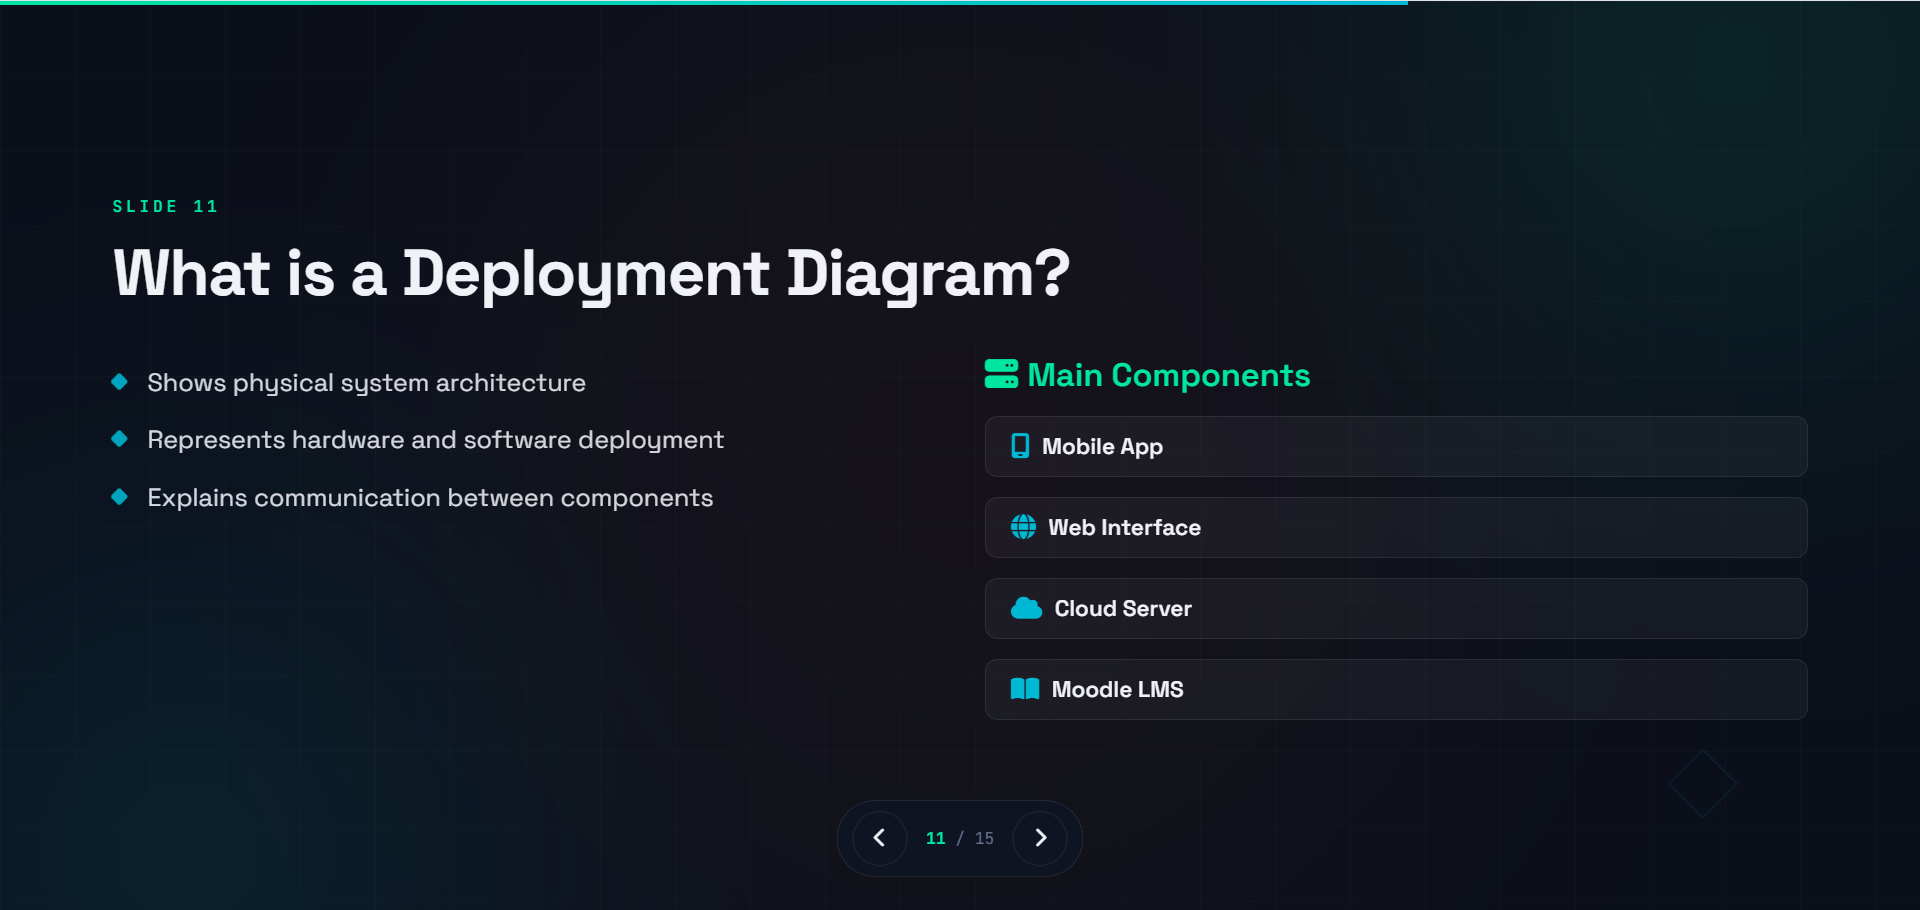 SLIDE 11
What is a Deployment Diagram?
Shows physical system architecture
Represents hardware and software deployment
Explains communication between components
Main Components
Mobile App
Web Interface
Cloud Server
Moodle LMS
11 / 15